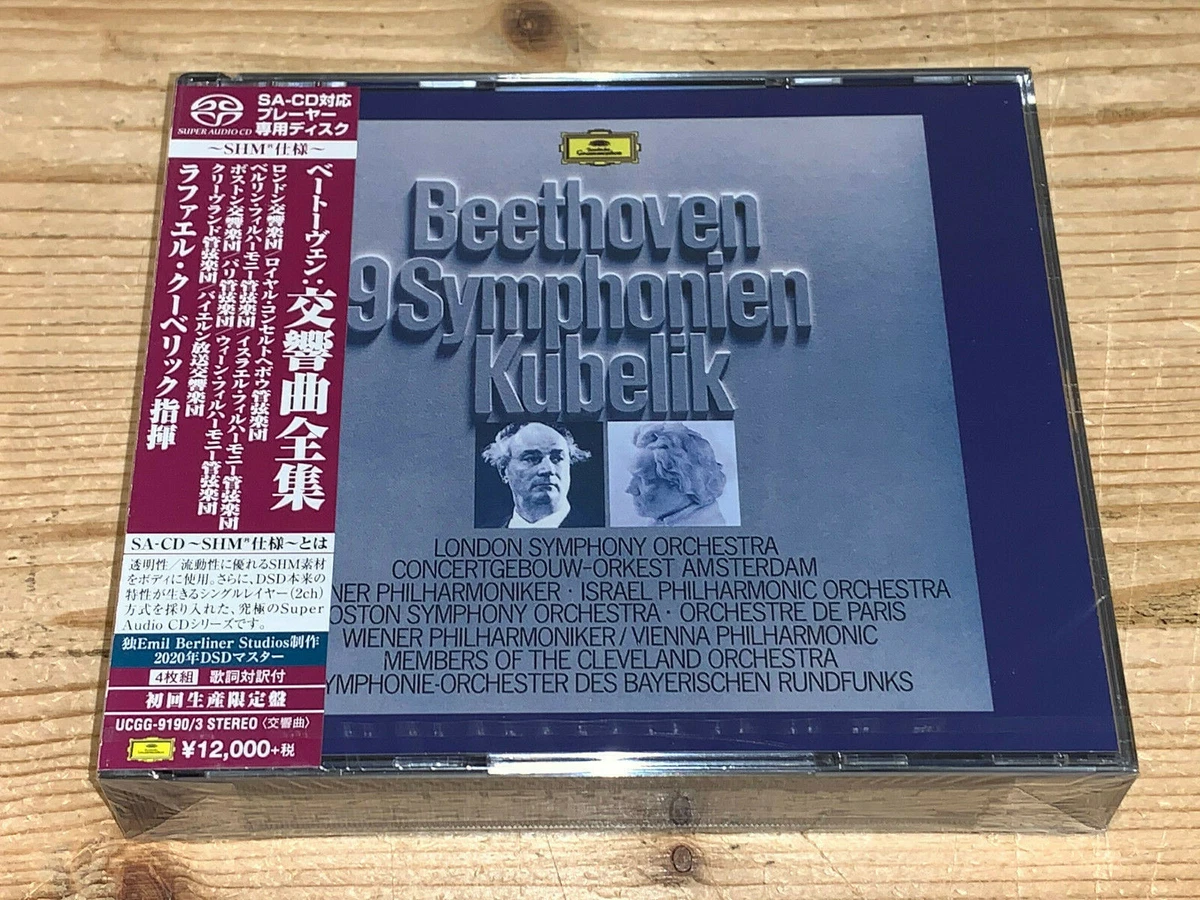 SUPER AUDIO CD
SA-CD対応
プレーヤー
専用ディスク
～SHM仕様～
ベートーヴェン:交響曲全集
ロンドン交響楽団/ロイヤル・コンセルトヘボウ管弦楽団
ベルリン・フィルハーモニー管弦楽団/イスラエル・フィルハーモニー管弦楽団
ボストン交響楽団/パリ管弦楽団/ウィーン・フィルハーモニー管弦楽団
クリーヴランド管弦楽団/バイエルン放送交響楽団
ラファエル・クーベリック指揮
SA-CD～SHM仕様～とは
透明性/流動性に優れるSHM素材
をボディに使用。さらに、DSD本来の
特性が生きるシングルレイヤー(2ch)
方式を採り入れた、究極のSuper
Audio CDシリーズです。
独Emil Berliner Studios制作
2020年DSDマスター
4枚組 歌詞対訳付
初回生産限定盤
UCGG-9190/3 STEREO〈交響曲〉
Deutsche
Grammophon
¥12,000+税
Deutsche
Grammophon
Beethoven
9 Symphonien
Kubelik
LONDON SYMPHONY ORCHESTRA
CONCERTGEBOUW-ORKEST AMSTERDAM
NER PHILHARMONIKER · ISRAEL PHILHARMONIC ORCHESTRA
OSTON SYMPHONY ORCHESTRA · ORCHESTRE DE PARIS
WIENER PHILHARMONIKER / VIENNA PHILHARMONIC
MEMBERS OF THE CLEVELAND ORCHESTRA
YMPHONIE-ORCHESTER DES BAYERISCHEN RUNDFUNKS